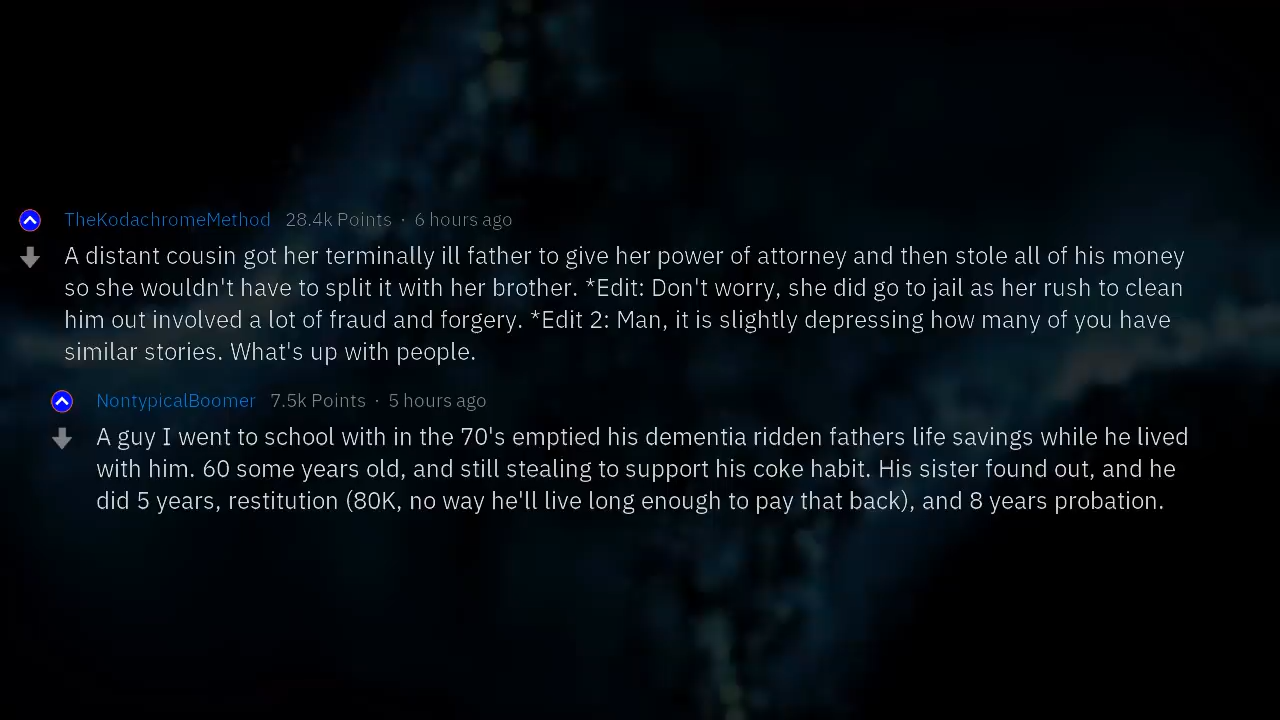 TheKodachromeMethod 28.4k Points · 6 hours ago
A distant cousin got her terminally ill father to give her power of attorney and then stole all of his money
so she wouldn't have to split it with her brother. *Edit: Don't worry, she did go to jail as her rush to clean
him out involved a lot of fraud and forgery. *Edit 2: Man, it is slightly depressing how many of you have
similar stories. What's up with people.
NontypicalBoomer 7.5k Points · 5 hours ago
A guy I went to school with in the 70's emptied his dementia ridden fathers life savings while he lived
with him. 60 some years old, and still stealing to support his coke habit. His sister found out, and he
did 5 years, restitution (80K, no way he'll live long enough to pay that back), and 8 years probation.